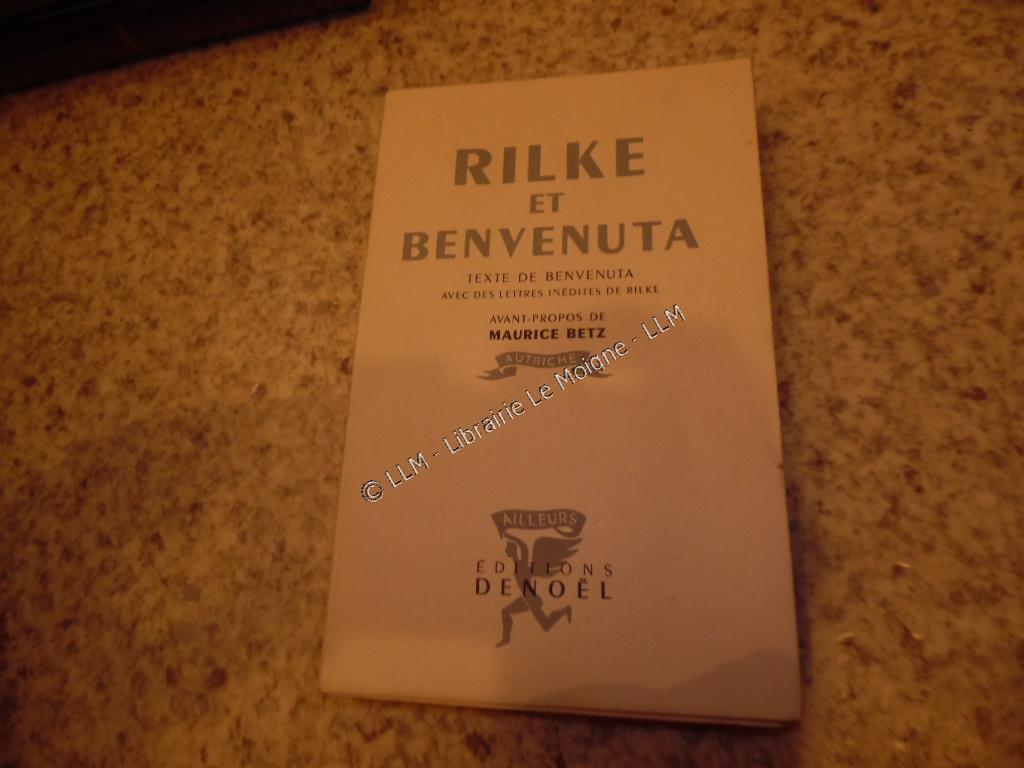 RILKE
ET
BENVENUTA
TEXTE DE BENVENUTA
AVEC DES LETTRES INÉDITES DE RILKE
AVANT-PROPOS DE
MAURICE BETZ
AUTRICHE
© LLM - Librairie Le Moigne - LLM
AILLEURS
ÉDITIONS
DENOËL